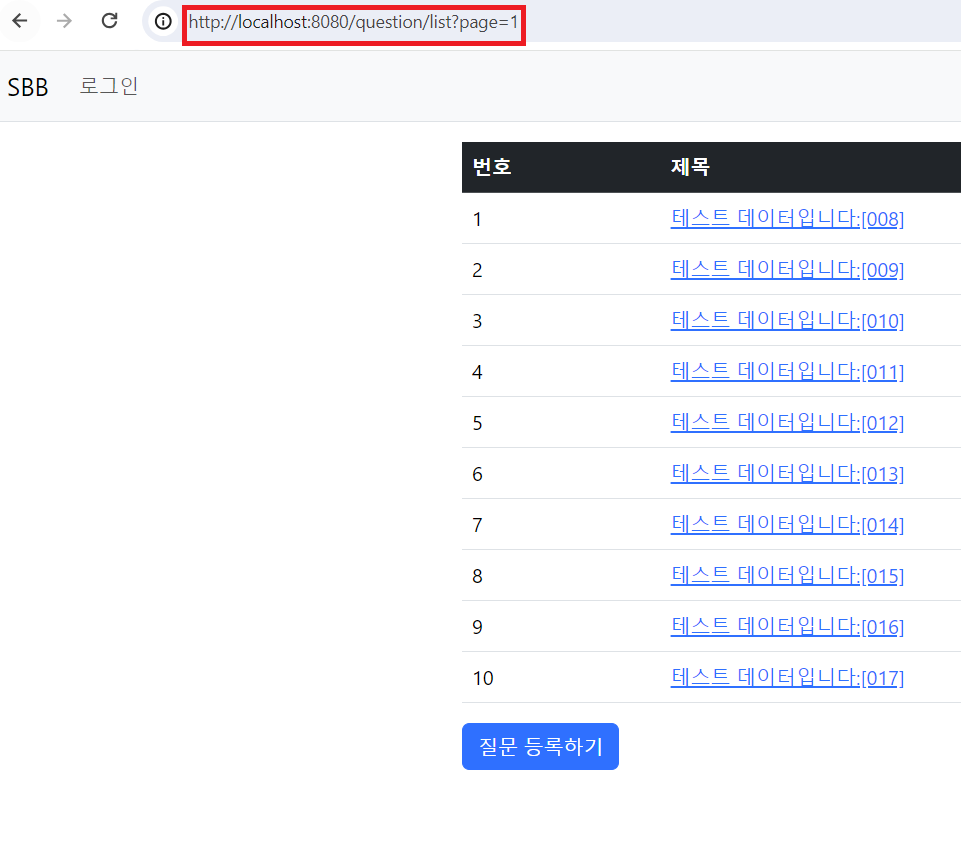 http://localhost:8080/question/list?page=1
SBB 로그인
번호 제목
1 테스트 데이터입니다:[008]
2 테스트 데이터입니다:[009]
3 테스트 데이터입니다:[010]
4 테스트 데이터입니다:[011]
5 테스트 데이터입니다:[012]
6 테스트 데이터입니다:[013]
7 테스트 데이터입니다:[014]
8 테스트 데이터입니다:[015]
9 테스트 데이터입니다:[016]
10 테스트 데이터입니다:[017]
질문 등록하기